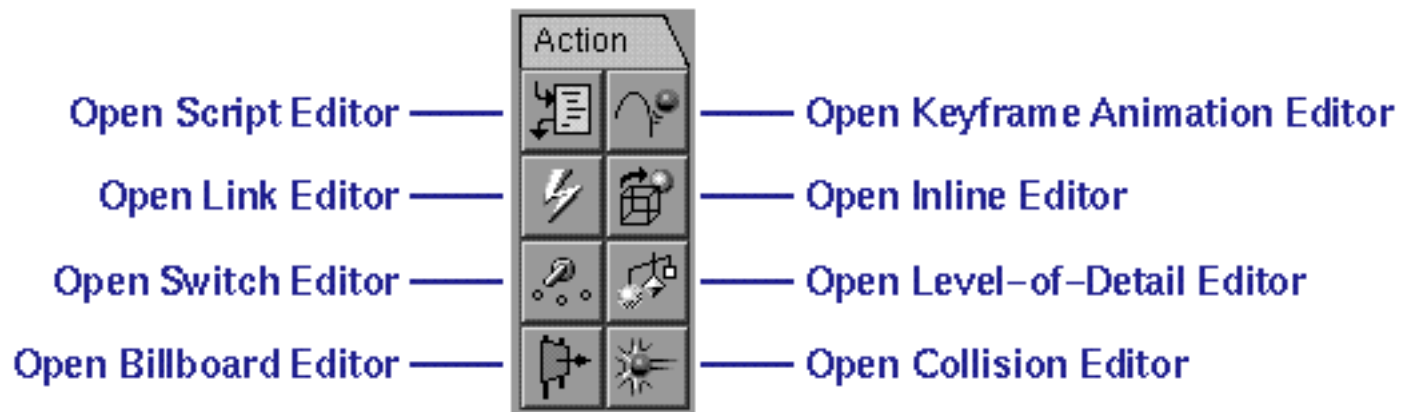 Action
Open Script Editor
Open Keyframe Animation Editor
Open Link Editor
Open Inline Editor
Open Switch Editor
Open Level-of-Detail Editor
Open Billboard Editor
Open Collision Editor